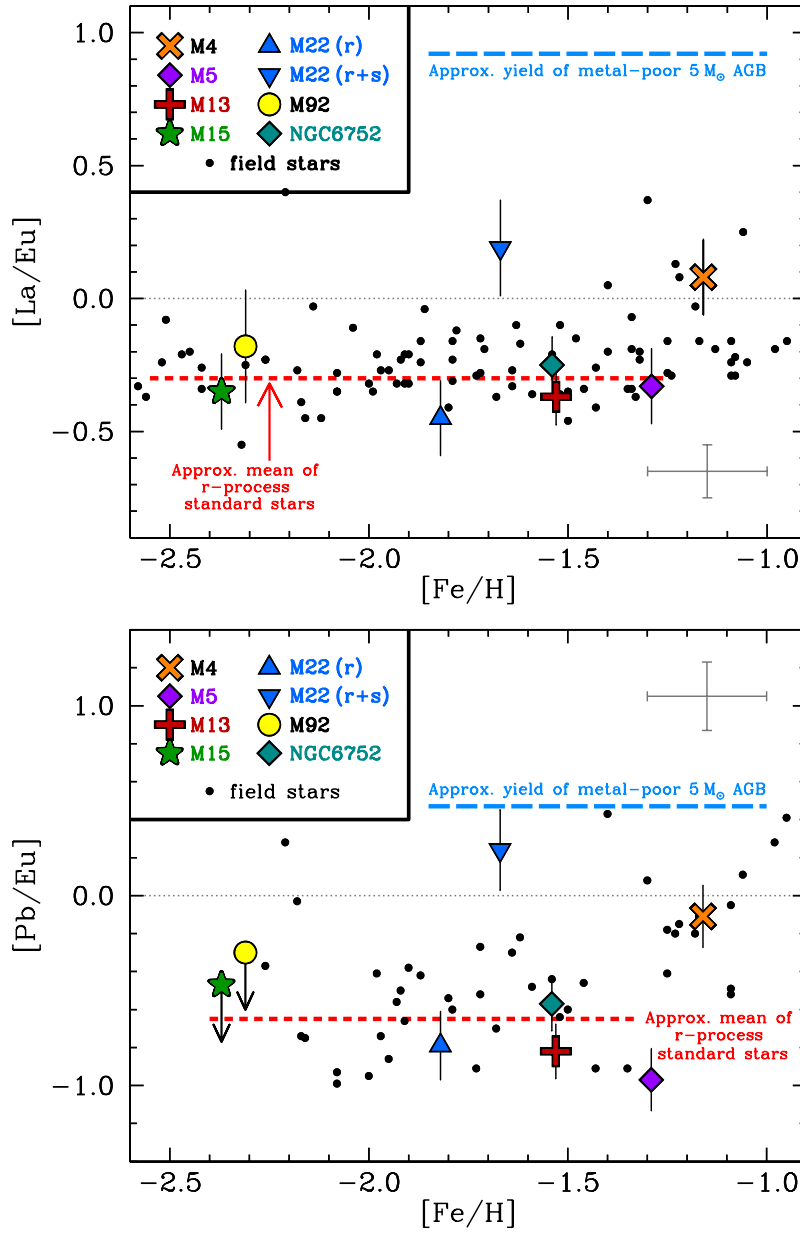 1.0
0.5
0.0
−0.5
[La/Eu]
M4
M22 (r)
M5
M22 (r+s)
M13
M92
M15
NGC6752
field stars
Approx. yield of metal-poor 5 M⊙ AGB
Approx. mean of
r-process
standard stars
−2.5 −2.0 −1.5 −1.0
[Fe/H]
1.0
0.0
−1.0
[Pb/Eu]
M4
M22 (r)
M5
M22 (r+s)
M13
M92
M15
NGC6752
field stars
Approx. yield of metal-poor 5 M⊙ AGB
Approx. mean of
r-process
standard stars
−2.5 −2.0 −1.5 −1.0
[Fe/H]